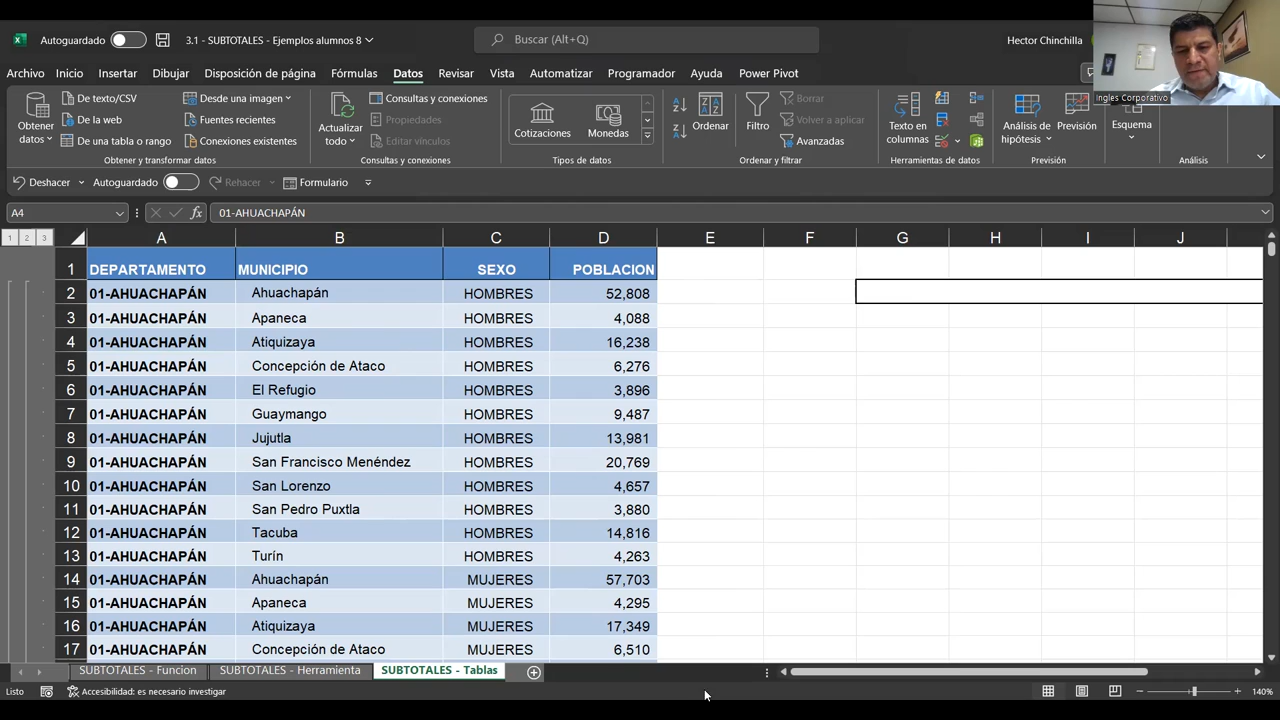 Autoguardado 3.1 - SUBTOTALES - Ejemplos alumnos 8 Buscar (Alt+Q) Hector Chinchilla
Archivo Inicio Insertar Dibujar Disposición de página Fórmulas Datos Revisar Vista Automatizar Programador Ayuda Power Pivot
Ingles Corporativo
Obtener datos
De texto/CSV
De la web
De una tabla o rango
Desde una imagen
Fuentes recientes
Conexiones existentes
Obtener y transformar datos
Actualizar todo
Consultas y conexiones
Propiedades
Editar vínculos
Consultas y conexiones
Cotizaciones Monedas
Tipos de datos
Ordenar
Filtro
Borrar
Volver a aplicar
Avanzadas
Ordenar y filtrar
Texto en columnas
Herramientas de datos
Análisis de hipótesis
Previsión
Previsión
Esquema
Análisis
Deshacer Autoguardado Rehacer Formulario
A4 fx 01-AHUACHAPÁN
1 2 3 A B C D E F G H I J
1 DEPARTAMENTO MUNICIPIO SEXO POBLACION
2 01-AHUACHAPÁN Ahuachapán HOMBRES 52,808
3 01-AHUACHAPÁN Apaneca HOMBRES 4,088
4 01-AHUACHAPÁN Atiquizaya HOMBRES 16,238
5 01-AHUACHAPÁN Concepción de Ataco HOMBRES 6,276
6 01-AHUACHAPÁN El Refugio HOMBRES 3,896
7 01-AHUACHAPÁN Guaymango HOMBRES 9,487
8 01-AHUACHAPÁN Jujutla HOMBRES 13,981
9 01-AHUACHAPÁN San Francisco Menéndez HOMBRES 20,769
10 01-AHUACHAPÁN San Lorenzo HOMBRES 4,657
11 01-AHUACHAPÁN San Pedro Puxtla HOMBRES 3,880
12 01-AHUACHAPÁN Tacuba HOMBRES 14,816
13 01-AHUACHAPÁN Turín HOMBRES 4,263
14 01-AHUACHAPÁN Ahuachapán MUJERES 57,703
15 01-AHUACHAPÁN Apaneca MUJERES 4,295
16 01-AHUACHAPÁN Atiquizaya MUJERES 17,349
17 01-AHUACHAPÁN Concepción de Ataco MUJERES 6,510
SUBTOTALES - Funcion SUBTOTALES - Herramienta SUBTOTALES - Tablas
Listo Accesibilidad: es necesario investigar 140%